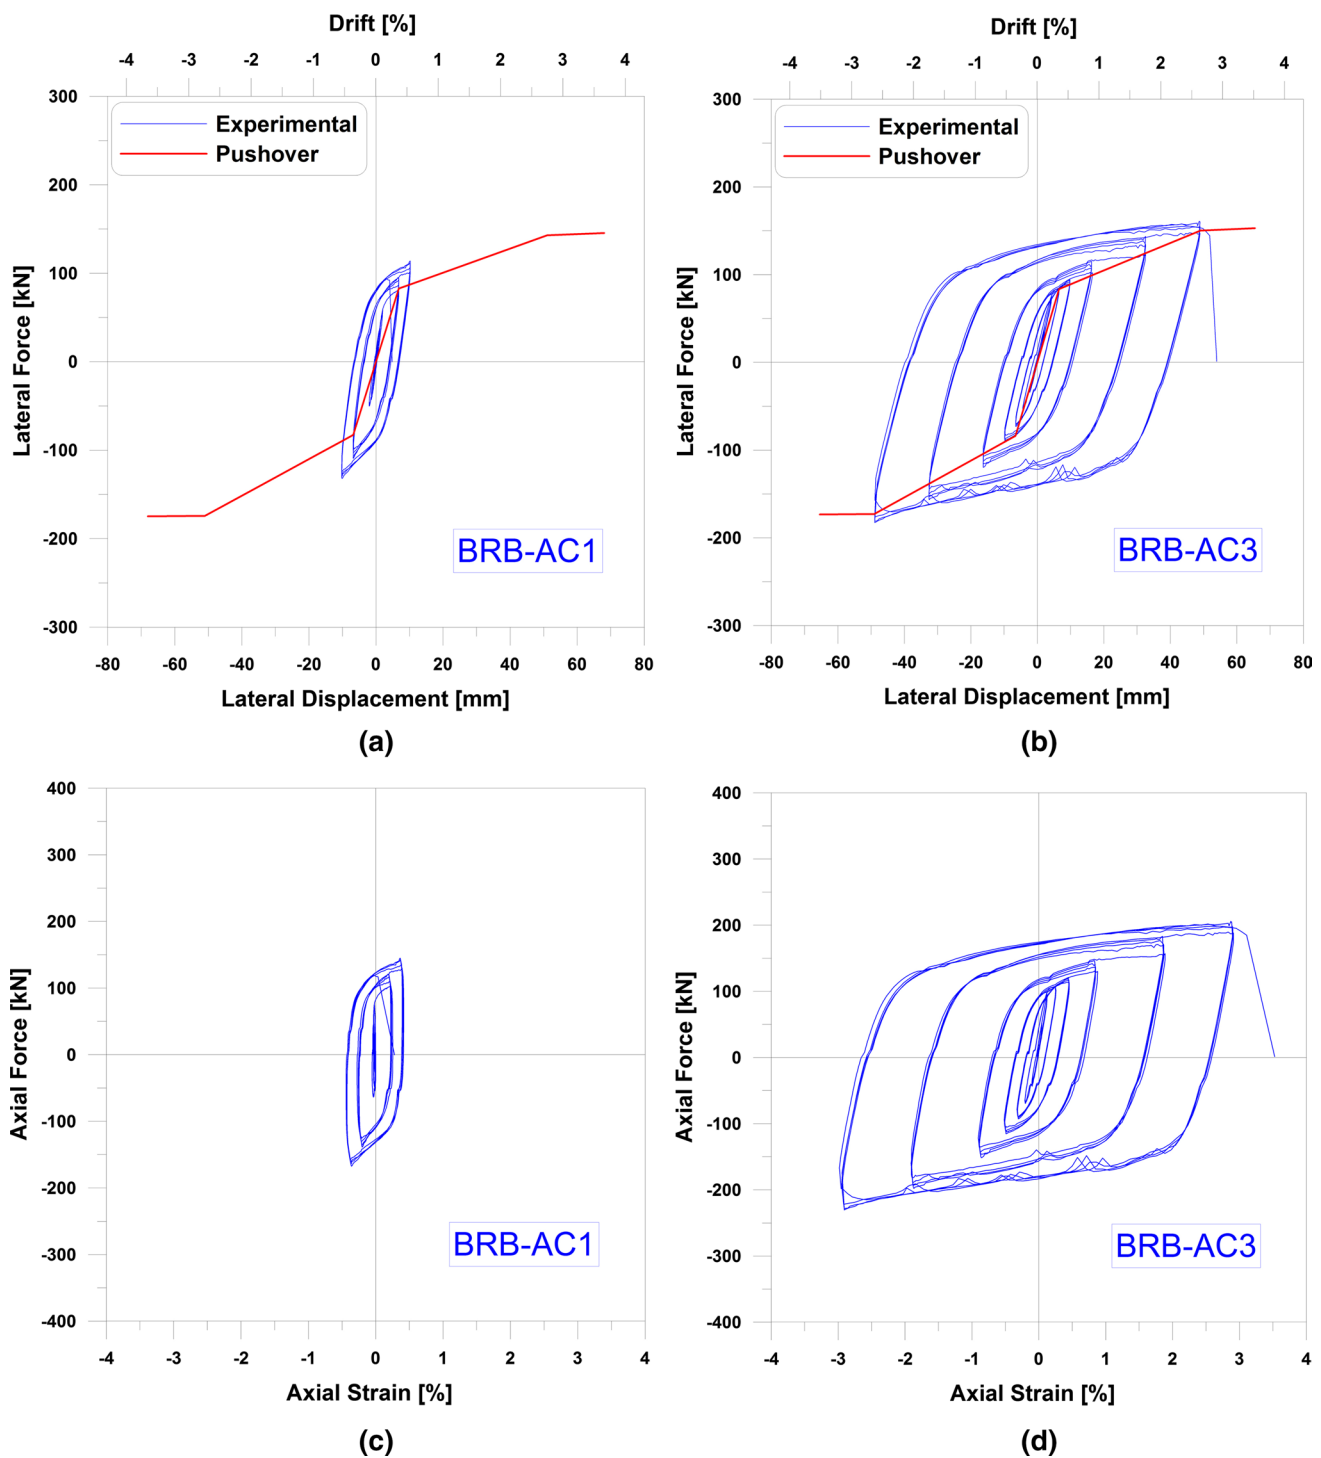 Drift [%]
-4 -3 -2 -1 0 1 2 3 4
300
200
100
0
-100
-200
-300
Lateral Force [kN]
Experimental
Pushover
BRB-AC1
-80 -60 -40 -20 0 20 40 60 80
Lateral Displacement [mm]
(a)
Drift [%]
-4 -3 -2 -1 0 1 2 3 4
300
200
100
0
-100
-200
-300
Lateral Force [kN]
Experimental
Pushover
BRB-AC3
-80 -60 -40 -20 0 20 40 60 80
Lateral Displacement [mm]
(b)
400
300
200
100
0
-100
-200
-300
-400
Axial Force [kN]
BRB-AC1
-4 -3 -2 -1 0 1 2 3 4
Axial Strain [%]
(c)
400
300
200
100
0
-100
-200
-300
-400
Axial Force [kN]
BRB-AC3
-4 -3 -2 -1 0 1 2 3 4
Axial Strain [%]
(d)